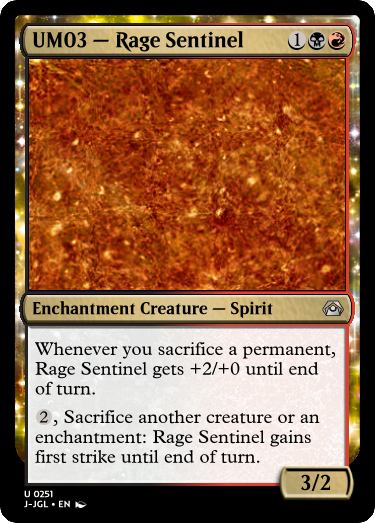 UM03 — Rage Sentinel 1
Enchantment Creature — Spirit
Whenever you sacrifice a permanent,
Rage Sentinel gets +2/+0 until end
of turn.
2, Sacrifice another creature or an
enchantment: Rage Sentinel gains
first strike until end of turn.
3/2
U 0251
J-JGL • EN